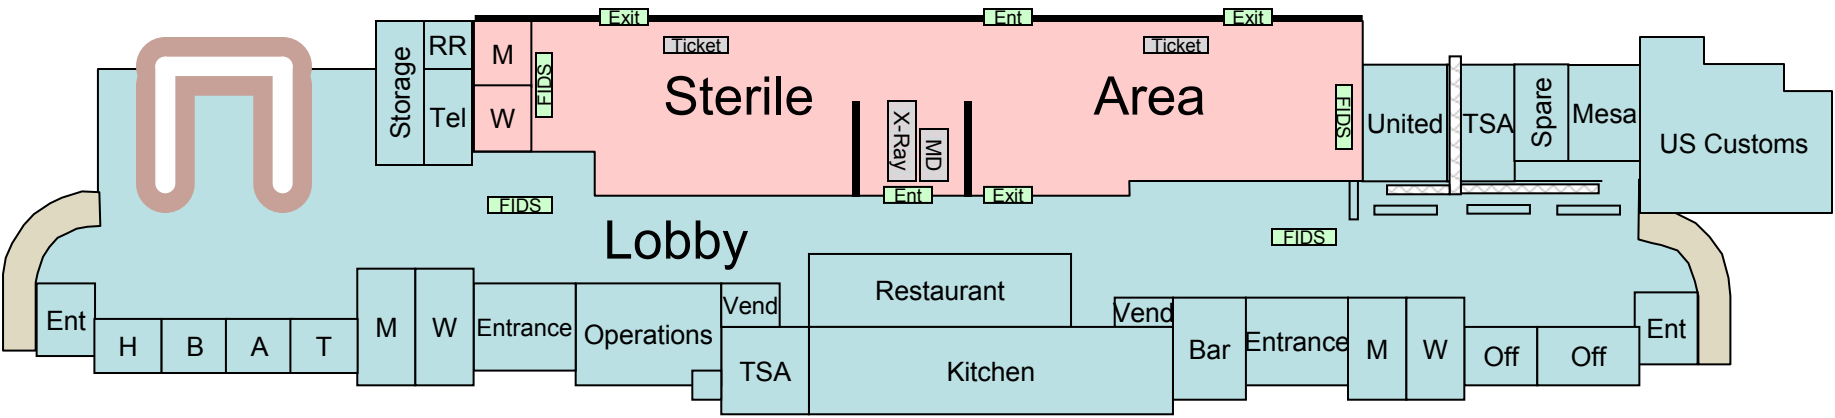 Exit
Ent
Exit
RR
M
FIDS
Ticket
Ticket
Storage
Tel
W
Sterile
Area
X-Ray
MD
FIDS
United
TSA
Spare
Mesa
US Customs
FIDS
Ent
Exit
FIDS
Lobby
Ent
H
B
A
T
M
W
Entrance
Operations
Vend
TSA
Restaurant
Kitchen
Vend
Bar
Entrance
M
W
Off
Off
Ent